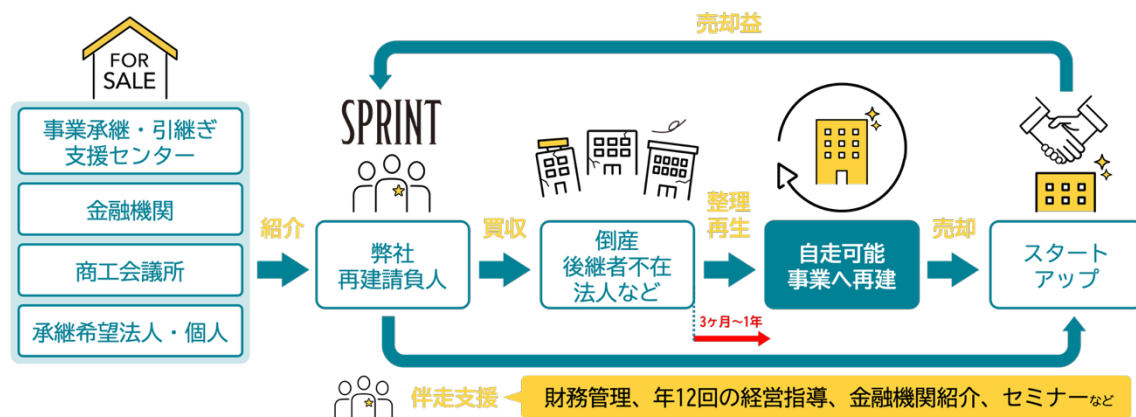 売却益
FOR
SALE
事業承継・引継ぎ
支援センター
金融機関
商工会議所
承継希望法人・個人
紹介
SPRINT
弊社
再建請負人
買収
倒産
後継者不在
法人など
整理
再生
3ヶ月〜1年
自走可能
事業へ再建
売却
スタート
アップ
伴走支援
財務管理、年12回の経営指導、金融機関紹介、セミナーなど